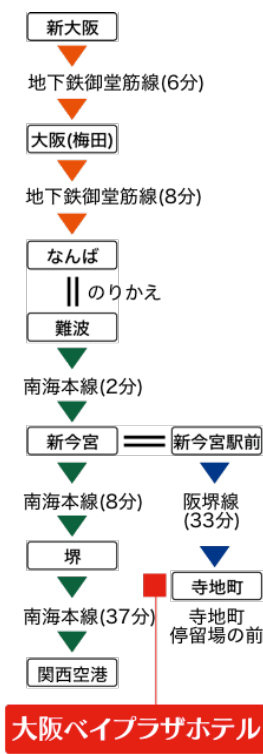 新大阪
地下鉄御堂筋線(6分)
大阪(梅田)
地下鉄御堂筋線(8分)
なんば
のりかえ
難波
南海本線(2分)
新今宮
新今宮駅前
南海本線(8分)
阪堺線
(33分)
堺
寺地町
南海本線(37分)
寺地町
停留場の前
関西空港
大阪ベイプラザホテル